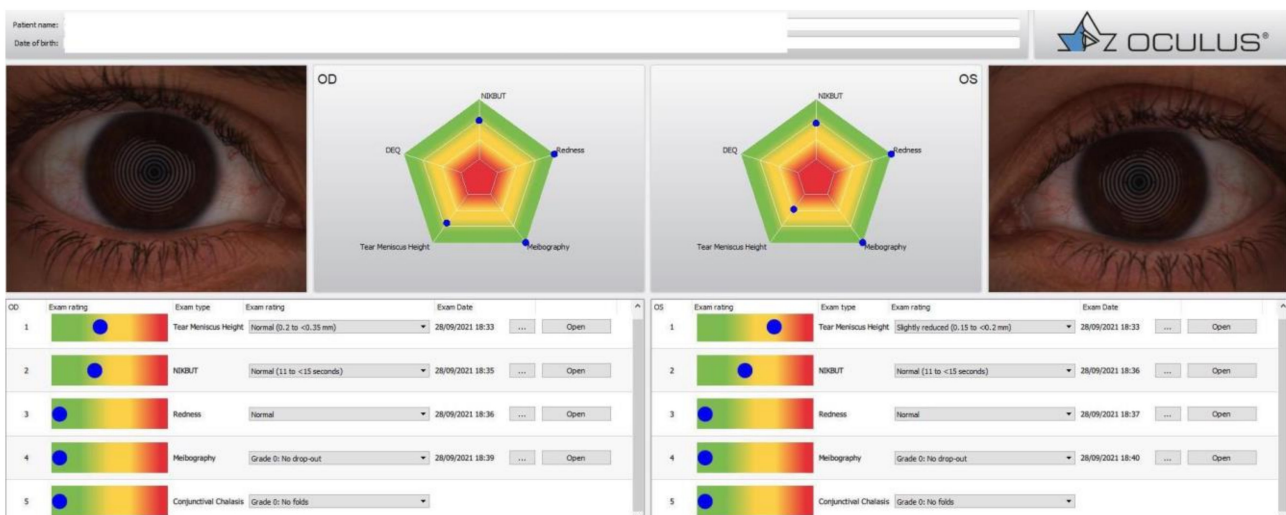 Patient name:
Date of birth:
OCULUS®
OD
NIKBUT
DEQ
Redness
Tear Meniscus Height
Meibography
OS
NIKBUT
DEQ
Redness
Tear Meniscus Height
Meibography
OD Exam rating Exam type Exam rating Exam Date
1 Tear Meniscus Height Normal (0.2 to <0.35 mm) 28/09/2021 18:33 ... Open
2 NIKBUT Normal (11 to <15 seconds) 28/09/2021 18:35 ... Open
3 Redness Normal 28/09/2021 18:36 ... Open
4 Meibography Grade 0: No drop-out 28/09/2021 18:39 ... Open
5 Conjunctival Chalasis Grade 0: No folds
OS Exam rating Exam type Exam rating Exam Date
1 Tear Meniscus Height Slightly reduced (0.15 to <0.2 mm) 28/09/2021 18:33 ... Open
2 NIKBUT Normal (11 to <15 seconds) 28/09/2021 18:36 ... Open
3 Redness Normal 28/09/2021 18:37 ... Open
4 Meibography Grade 0: No drop-out 28/09/2021 18:40 ... Open
5 Conjunctival Chalasis Grade 0: No folds